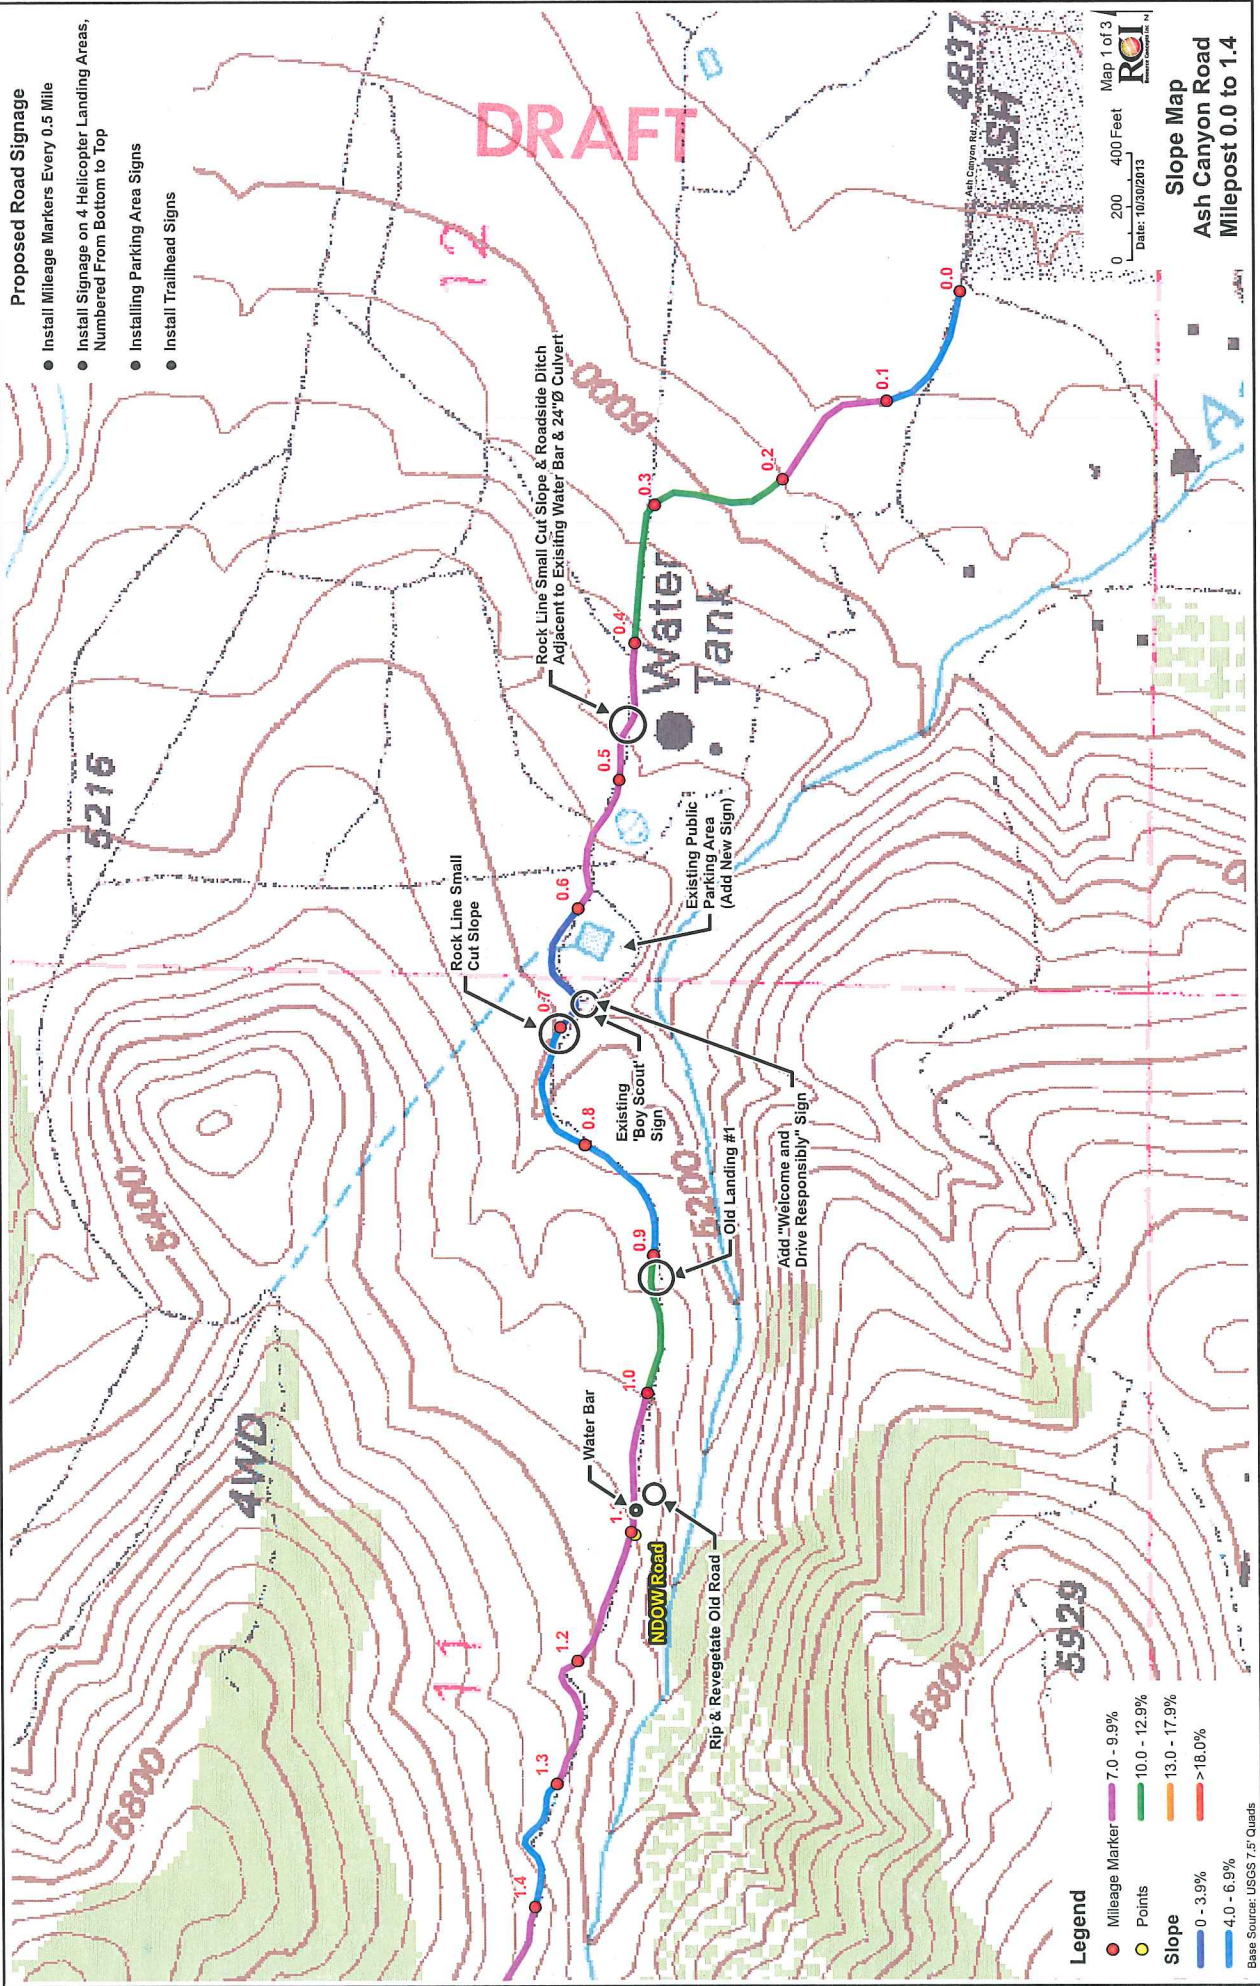 Proposed Road Signage
Install Mileage Markers Every 0.5 Mile
Install Signage on 4 Helicopter Landing Areas,
Numbered From Bottom to Top
Installing Parking Area Signs
Install Trailhead Signs
DRAFT
5216
12
6400
4WD
11
6800
6000
Rock Line Small Cut Slope & Roadside Ditch
Adjacent to Exisiting Water Bar & 24"Ø Culvert
Rock Line Small
Cut Slope
Water Bar
1.4
1.3
1.2
1.0
0.9
0.8
0.7
0.6
0.5
0.4
0.3
0.2
0.1
0.0
Water
Tank
NDOW Road
Rip & Revegetate Old Road
Old Landing #1
Existing
'Boy Scout'
Sign
Add "Welcome and
Drive Responsibly" Sign
Existing Public
Parking Area
(Add New Sign)
5200
5929
6800
A
4837
Ash Canyon Rd.
ASH
Legend
Mileage Marker
Points
Slope
0 - 3.9%
4.0 - 6.9%
7.0 - 9.9%
10.0 - 12.9%
13.0 - 17.9%
>18.0%
Base Source: USGS 7.5' Quads
0 200 400 Feet
Date: 10/30/2013
Map 1 of 3
RCI
Resource Concepts Inc
Slope Map
Ash Canyon Road
Milepost 0.0 to 1.4